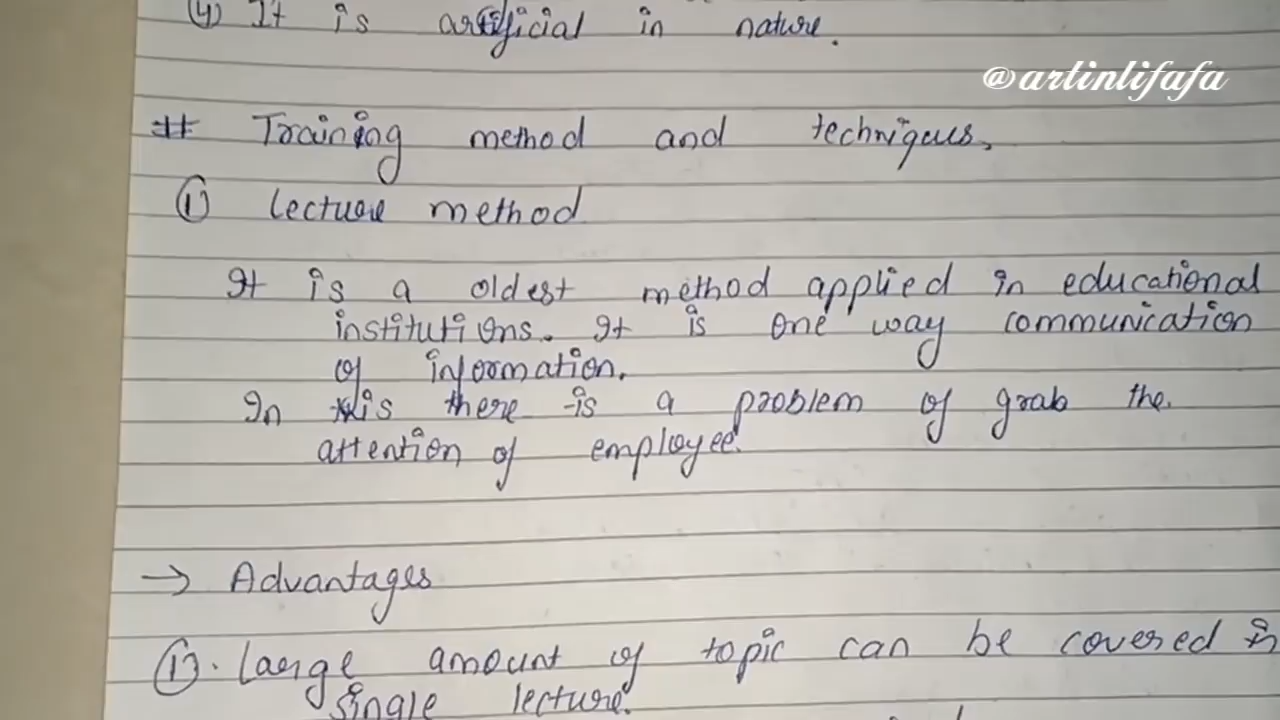 (4) It is artificial in nature.
@artinlifafa
# Training method and techniques.
(1) Lecture method
It is a oldest method applied in educational
institutions. It is one way communication
of information.
In this there is a problem of grab the
attention of employee.
→ Advantages
(1). Large amount of topic can be covered in
single lecture.